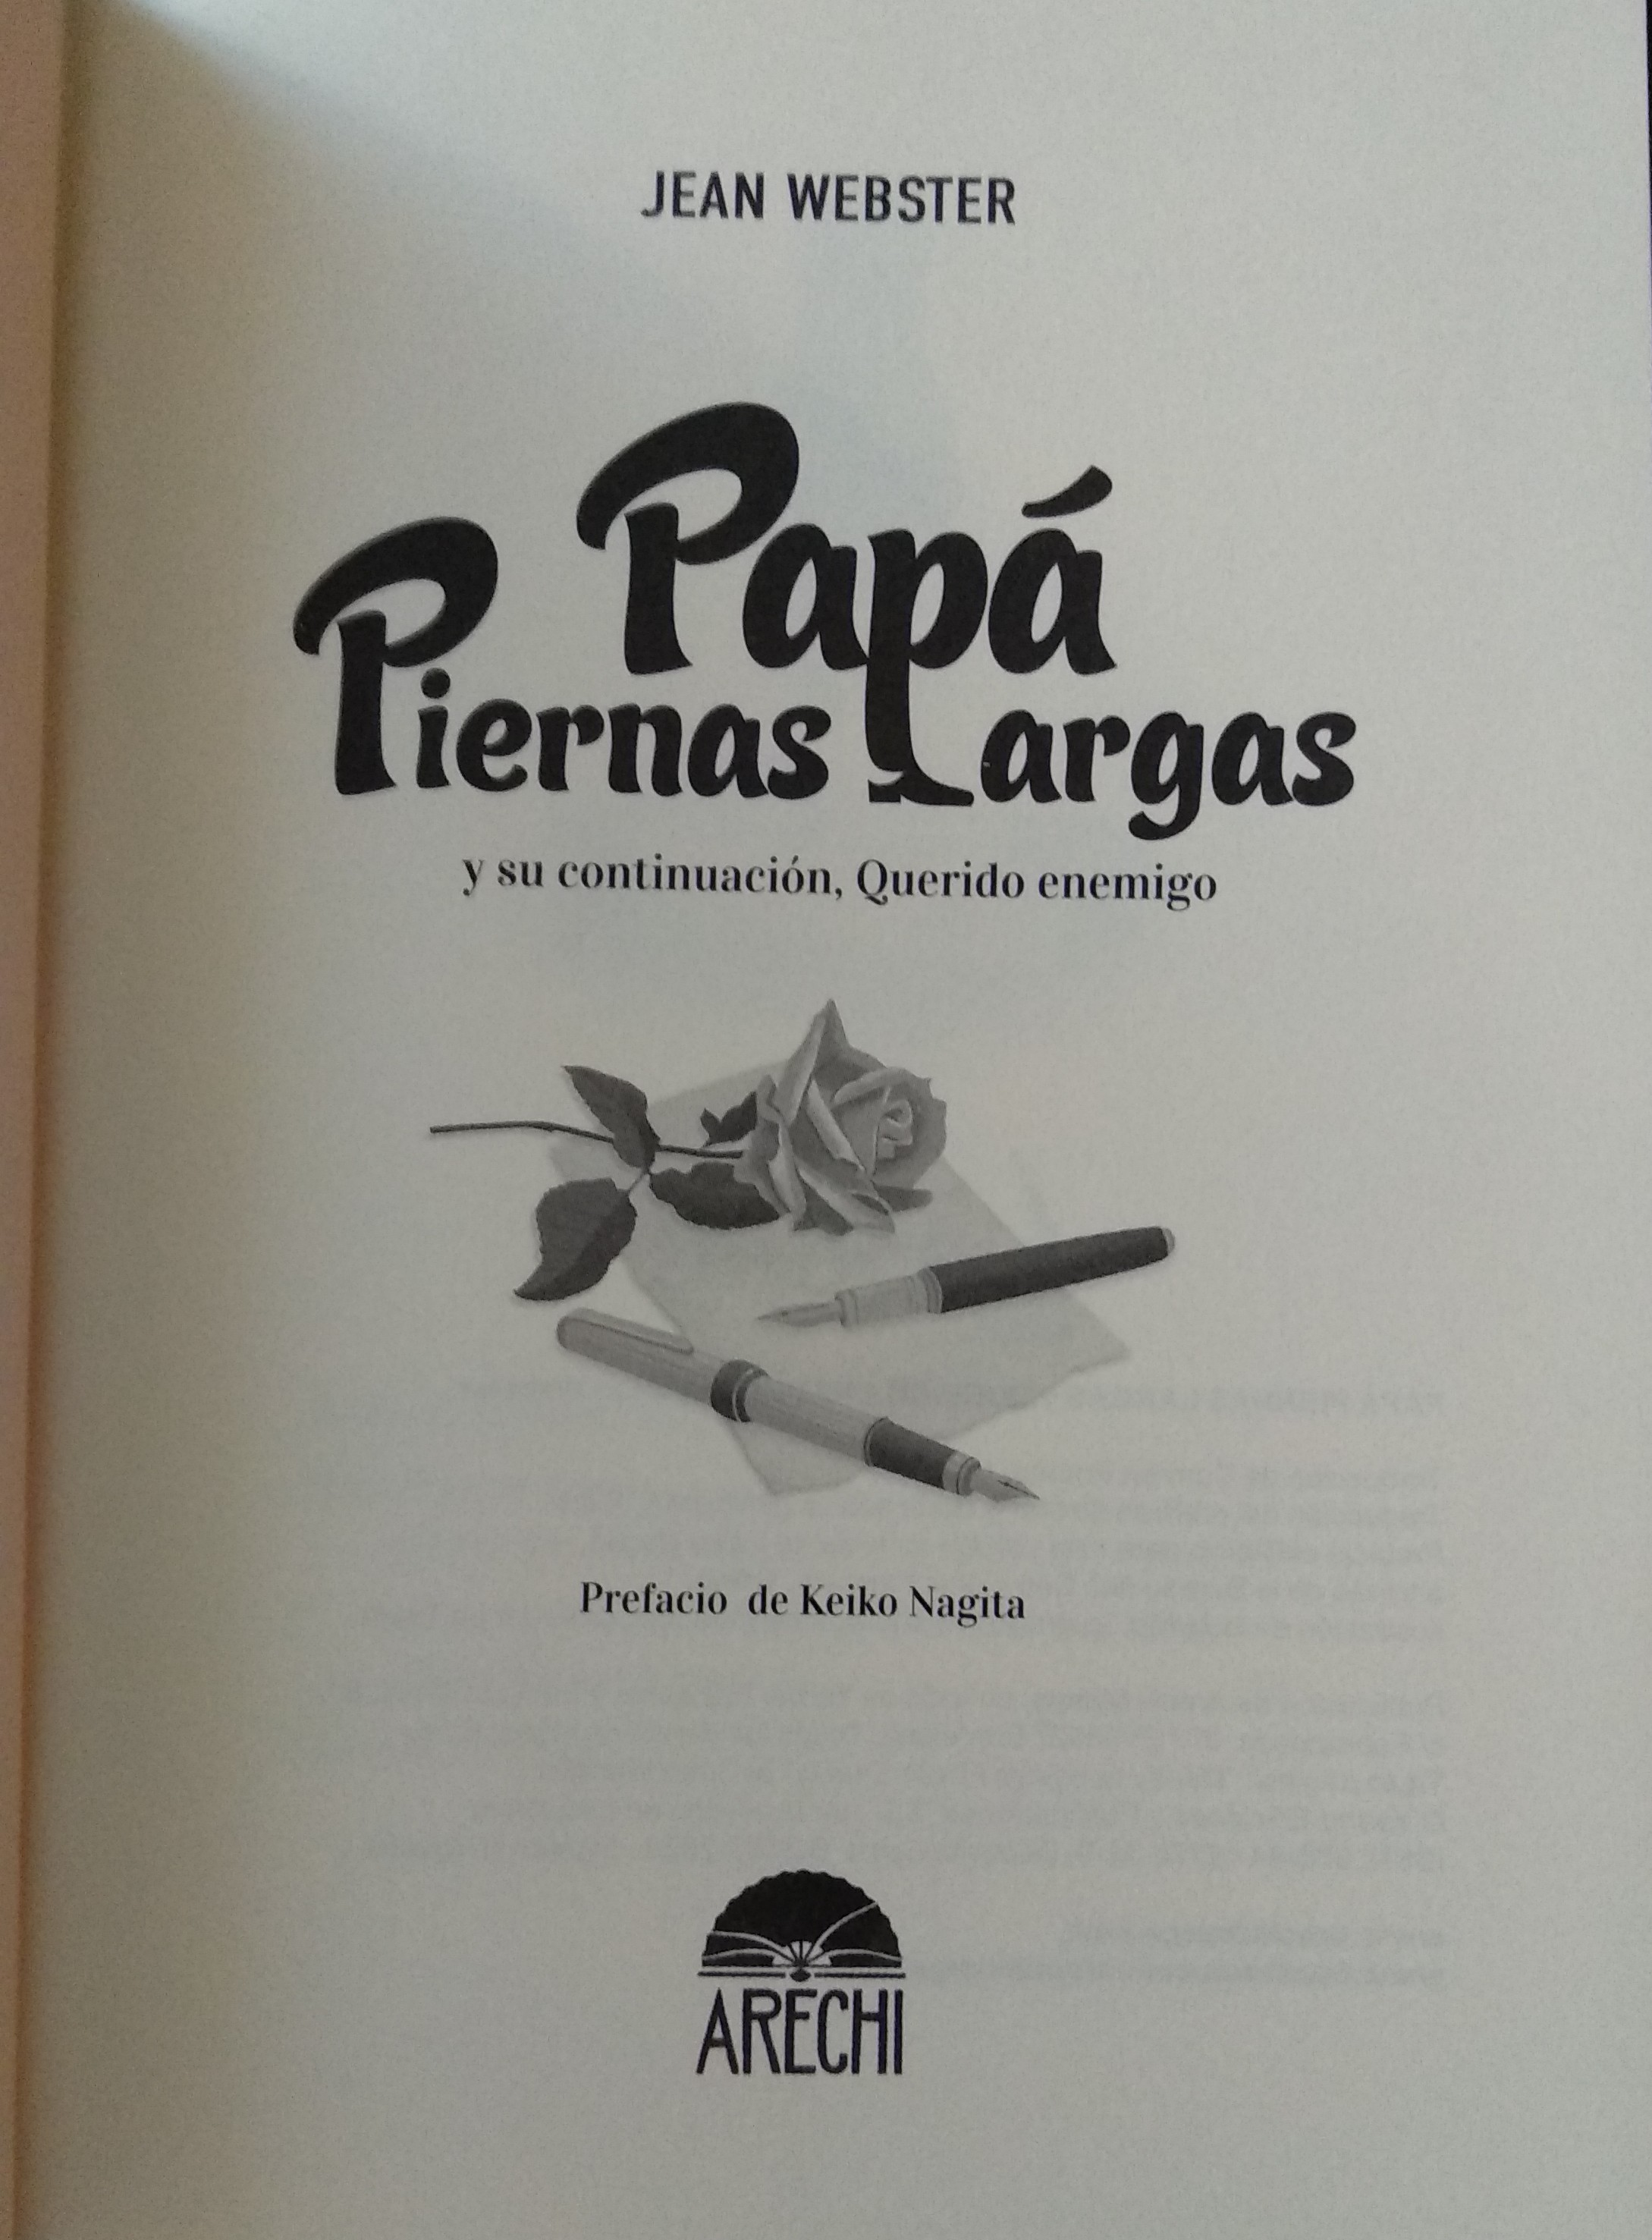 JEAN WEBSTER
Papá
Piernas Largas
y su continuación, Querido enemigo
Prefacio de Keiko Nagita
ARECHI